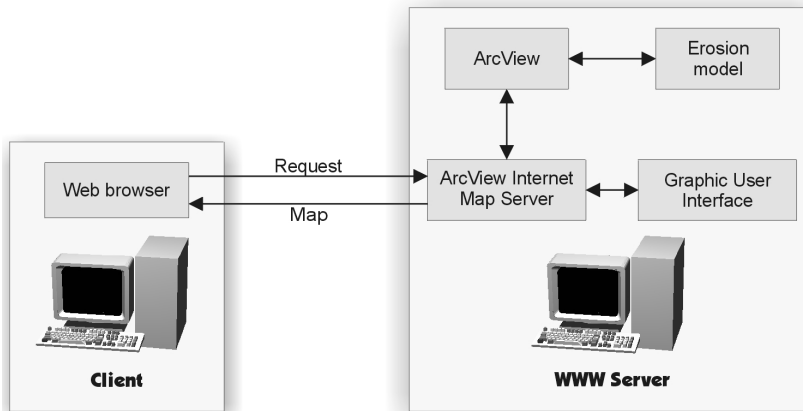 ArcView
Erosion
model
Request
Web browser
Map
ArcView Internet
Map Server
Graphic User
Interface
Client
WWW Server